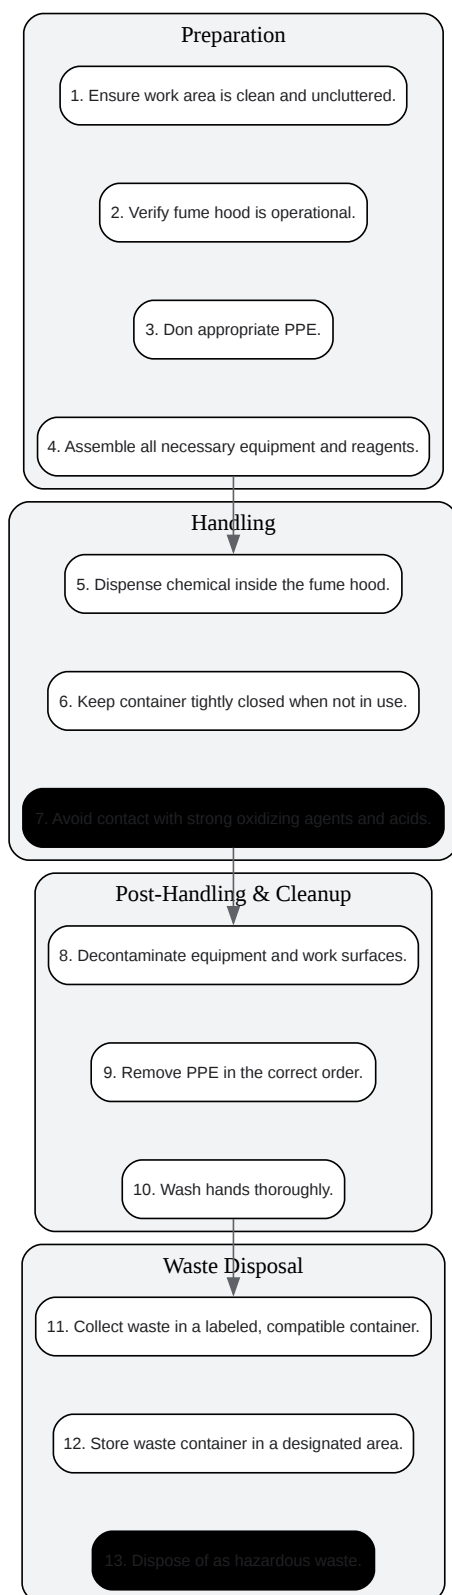 Preparation
1. Ensure work area is clean and uncluttered.
2. Verify fume hood is operational.
3. Don appropriate PPE.
4. Assemble all necessary equipment and reagents.
Handling
5. Dispense chemical inside the fume hood.
6. Keep container tightly closed when not in use.
7. Avoid contact with strong oxidizing agents and acids.
Post-Handling & Cleanup
8. Decontaminate equipment and work surfaces.
9. Remove PPE in the correct order.
10. Wash hands thoroughly.
Waste Disposal
11. Collect waste in a labeled, compatible container.
12. Store waste container in a designated area.
13. Dispose of as hazardous waste.